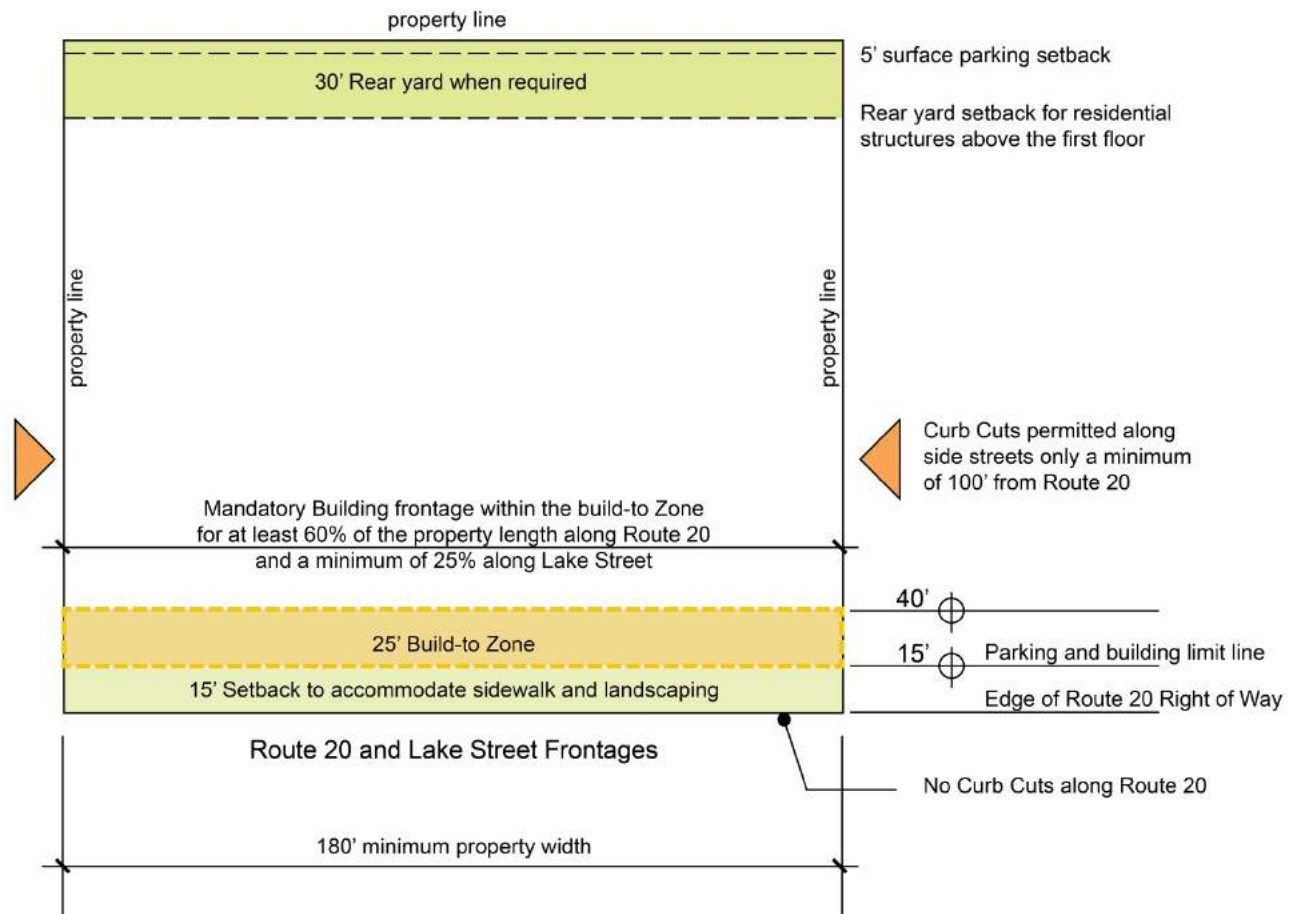 property line
5’ surface parking setback
30’ Rear yard when required
Rear yard setback for residential
structures above the first floor
property line
property line
Curb Cuts permitted along
side streets only a minimum
of 100’ from Route 20
Mandatory Building frontage within the build-to Zone
for at least 60% of the property length along Route 20
and a minimum of 25% along Lake Street
40’
25’ Build-to Zone
15’
Parking and building limit line
15’ Setback to accommodate sidewalk and landscaping
Edge of Route 20 Right of Way
Route 20 and Lake Street Frontages
No Curb Cuts along Route 20
180’ minimum property width